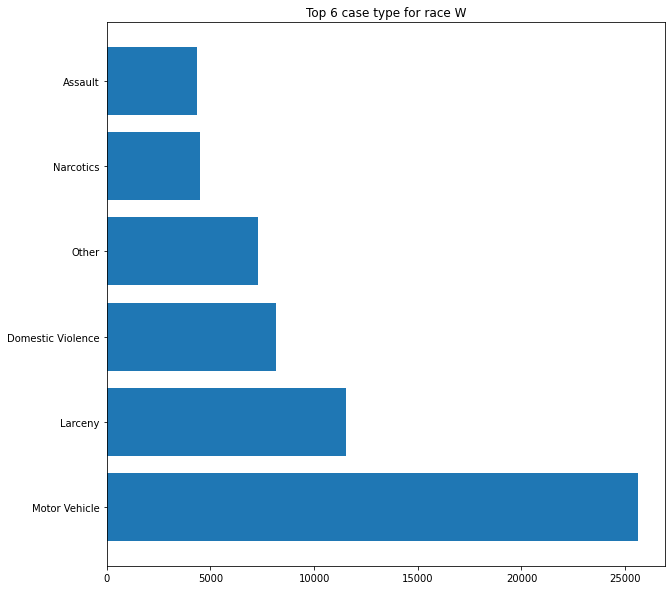 Top 6 case type for race W
Assault
Narcotics
Other
Domestic Violence
Larceny
Motor Vehicle
0 5000 10000 15000 20000 25000